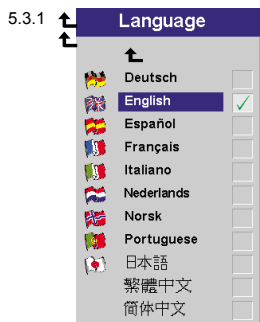 5.3.1 Language
Deutsch
English
Español
Français
Italiano
Nederlands
Norsk
Portuguese
日本語
繁體中文
简体中文